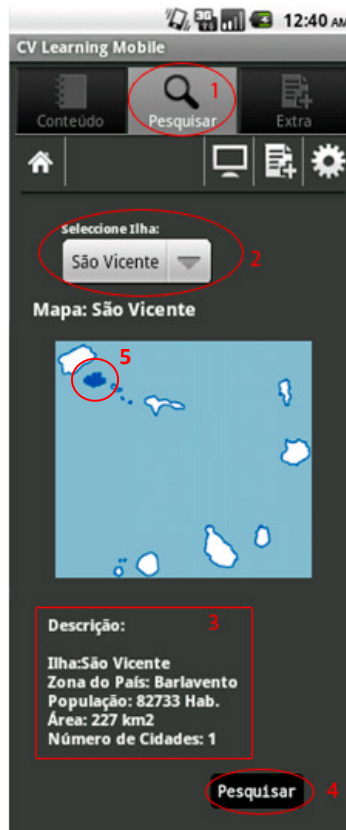 3G
12:40 AM
CV Learning Mobile
Conteúdo
Pesquisar
1
Extra
Seleccione Ilha:
São Vicente
2
Mapa: São Vicente
5
Descrição:
3
Ilha:São Vicente
Zona do País: Barlavento
População: 82733 Hab.
Área: 227 km2
Número de Cidades: 1
Pesquisar
4